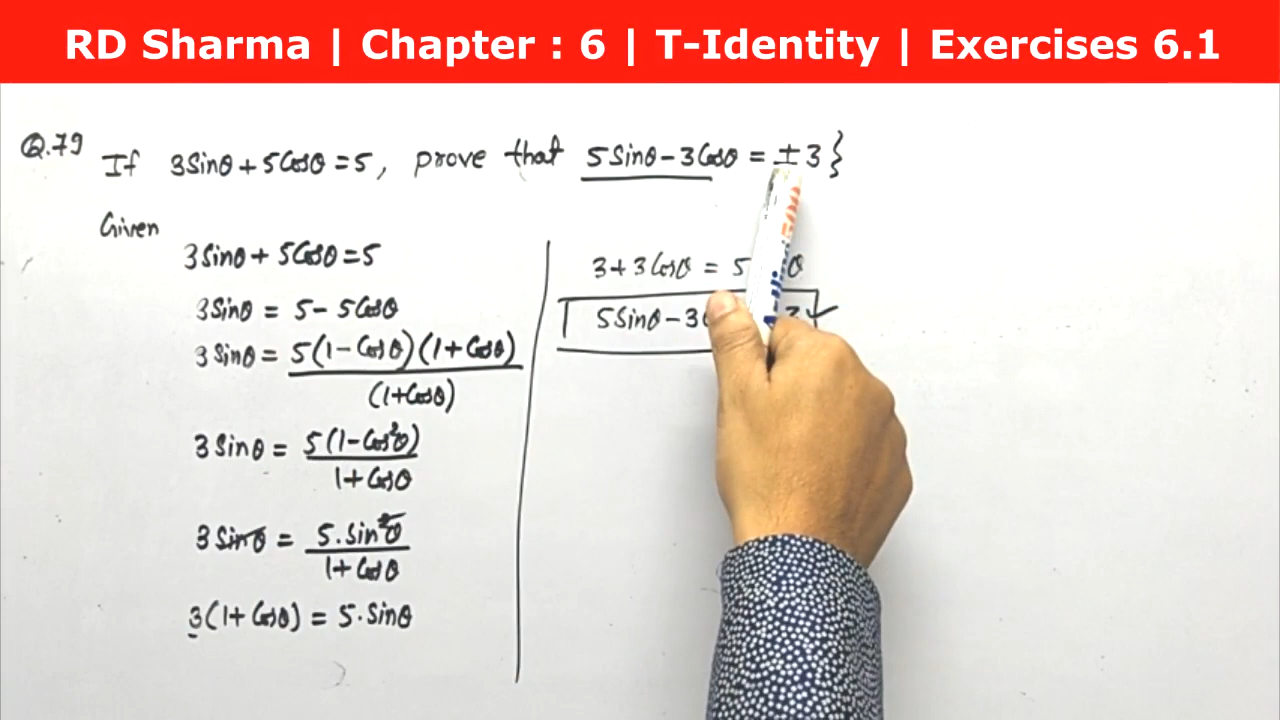 RD Sharma | Chapter : 6 | T-Identity | Exercises 6.1
Q.79 If 3Sinθ + 5Cosθ = 5, prove that 5Sinθ - 3Cosθ = ± 3}
Given
3Sinθ + 5Cosθ = 5
3Sinθ = 5 - 5Cosθ
3Sinθ = 5(1 - Cosθ)(1 + Cosθ)
(1+Cosθ)
3Sinθ = 5(1 - Cos²θ)
1 + Cosθ
3Sinθ = 5.Sin²θ
1 + Cosθ
3(1 + Cosθ) = 5.Sinθ
3 + 3Cosθ = 5 θ
5Sinθ - 3